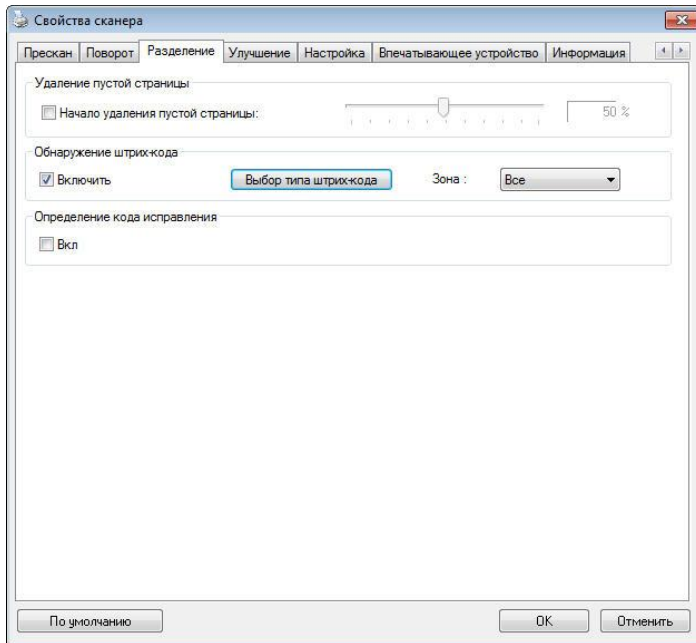 Свойства сканера
Прескан Поворот Разделение Улучшение Настройка Впечатывающее устройство Информация
Удаление пустой страницы
Начало удаления пустой страницы: 50 %
Обнаружение штрих-кода
Включить Выбор типа штрих-кода Зона : Все
Определение кода исправления
Вкл
По умолчанию OK Отменить